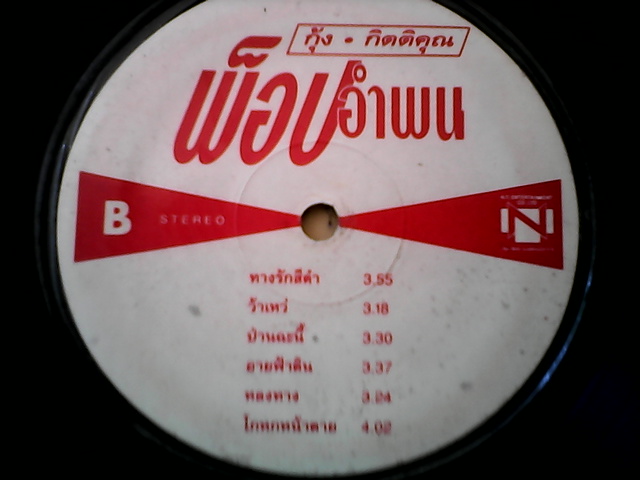 กุ้ง • กิตติคุณ
พ็อปอำพน
B STEREO
ทางรักสีดำ 3.55
ว้าเหว่ 3.18
ป่านฉะนี้ 3.30
อายฟ้าดิน 3.37
หลงทาง 3.24
โกหกหน้าตาย 4.02